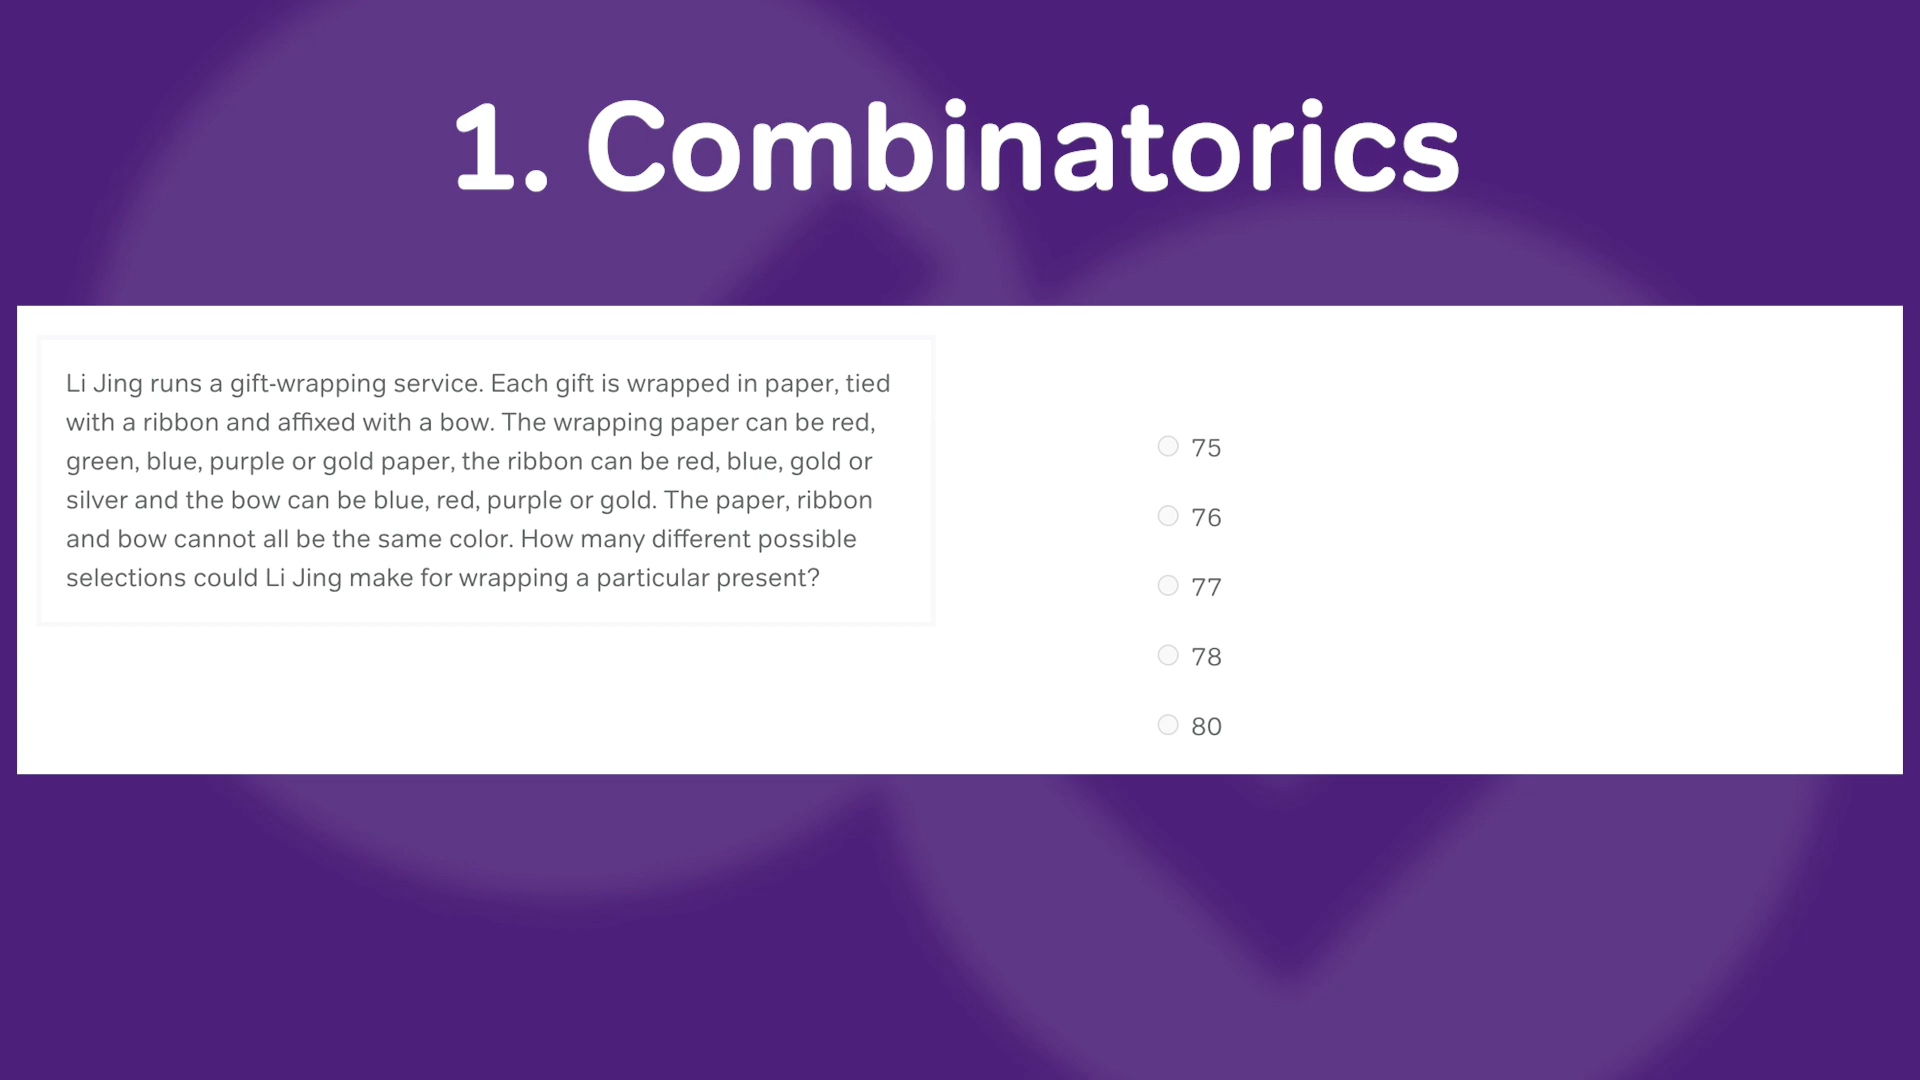 1. Combinatorics
Li Jing runs a gift-wrapping service. Each gift is wrapped in paper, tied
with a ribbon and affixed with a bow. The wrapping paper can be red,
green, blue, purple or gold paper, the ribbon can be red, blue, gold or
silver and the bow can be blue, red, purple or gold. The paper, ribbon
and bow cannot all be the same color. How many different possible
selections could Li Jing make for wrapping a particular present?
75
76
77
78
80